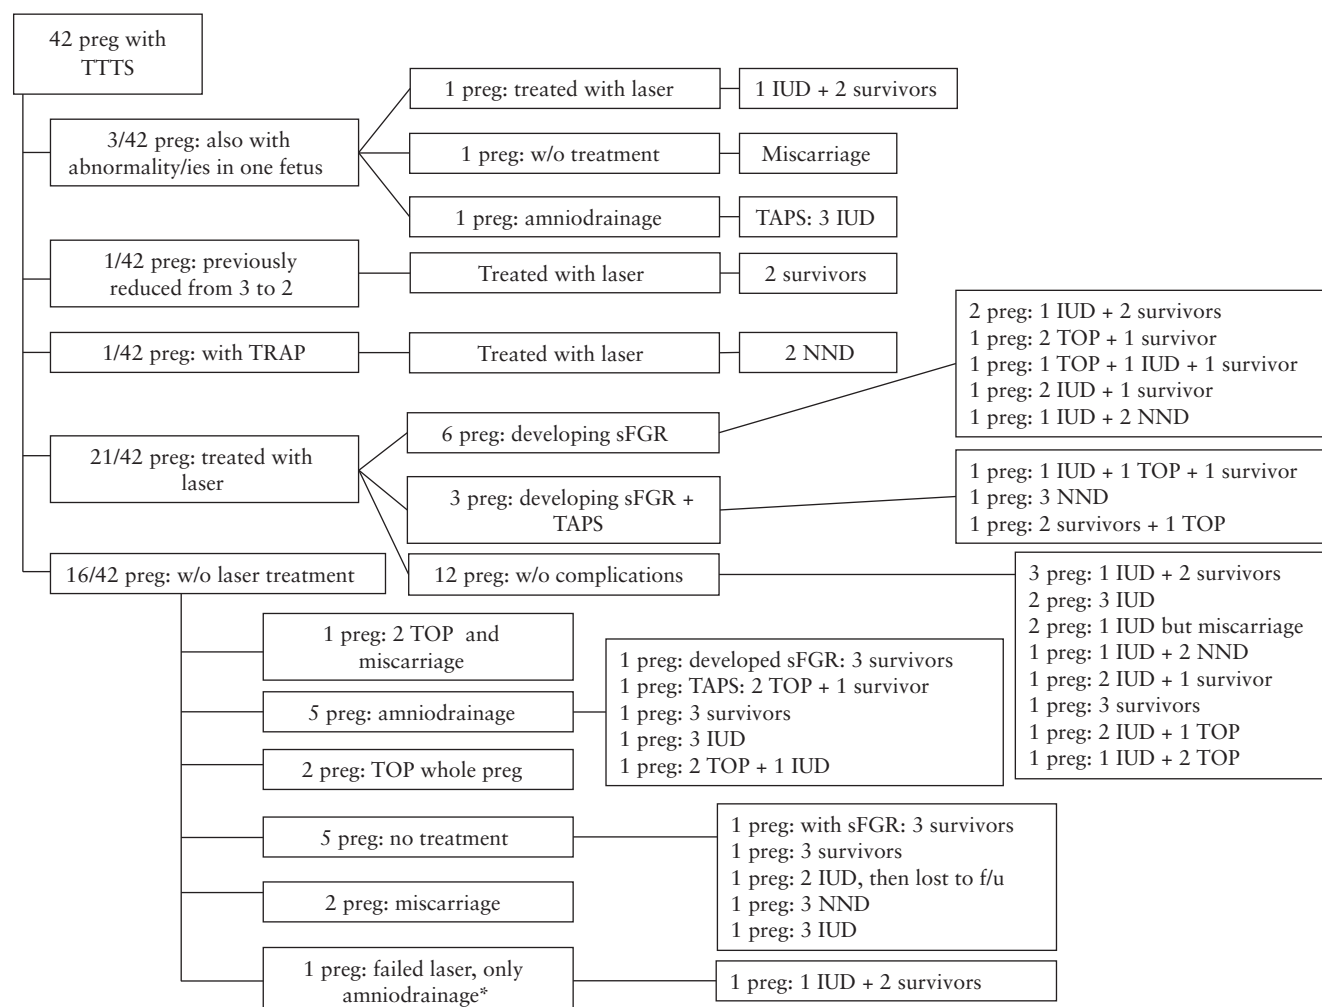 42 preg with
TTTS
3/42 preg: also with
abnormality/ies in one fetus
1 preg: treated with laser
1 IUD + 2 survivors
1 preg: w/o treatment
Miscarriage
1 preg: amniodrainage
TAPS: 3 IUD
1/42 preg: previously
reduced from 3 to 2
Treated with laser
2 survivors
1/42 preg: with TRAP
Treated with laser
2 NND
21/42 preg: treated with
laser
6 preg: developing sFGR
2 preg: 1 IUD + 2 survivors
1 preg: 2 TOP + 1 survivor
1 preg: 1 TOP + 1 IUD + 1 survivor
1 preg: 2 IUD + 1 survivor
1 preg: 1 IUD + 2 NND
3 preg: developing sFGR +
TAPS
1 preg: 1 IUD + 1 TOP + 1 survivor
1 preg: 3 NND
1 preg: 2 survivors + 1 TOP
12 preg: w/o complications
3 preg: 1 IUD + 2 survivors
2 preg: 3 IUD
2 preg: 1 IUD but miscarriage
1 preg: 1 IUD + 2 NND
1 preg: 2 IUD + 1 survivor
1 preg: 3 survivors
1 preg: 2 IUD + 1 TOP
1 preg: 1 IUD + 2 TOP
16/42 preg: w/o laser treatment
1 preg: 2 TOP and
miscarriage
5 preg: amniodrainage
1 preg: developed sFGR: 3 survivors
1 preg: TAPS: 2 TOP + 1 survivor
1 preg: 3 survivors
1 preg: 3 IUD
1 preg: 2 TOP + 1 IUD
2 preg: TOP whole preg
5 preg: no treatment
1 preg: with sFGR: 3 survivors
1 preg: 3 survivors
1 preg: 2 IUD, then lost to f/u
1 preg: 3 NND
1 preg: 3 IUD
2 preg: miscarriage
1 preg: failed laser, only
amniodrainage*
1 preg: 1 IUD + 2 survivors